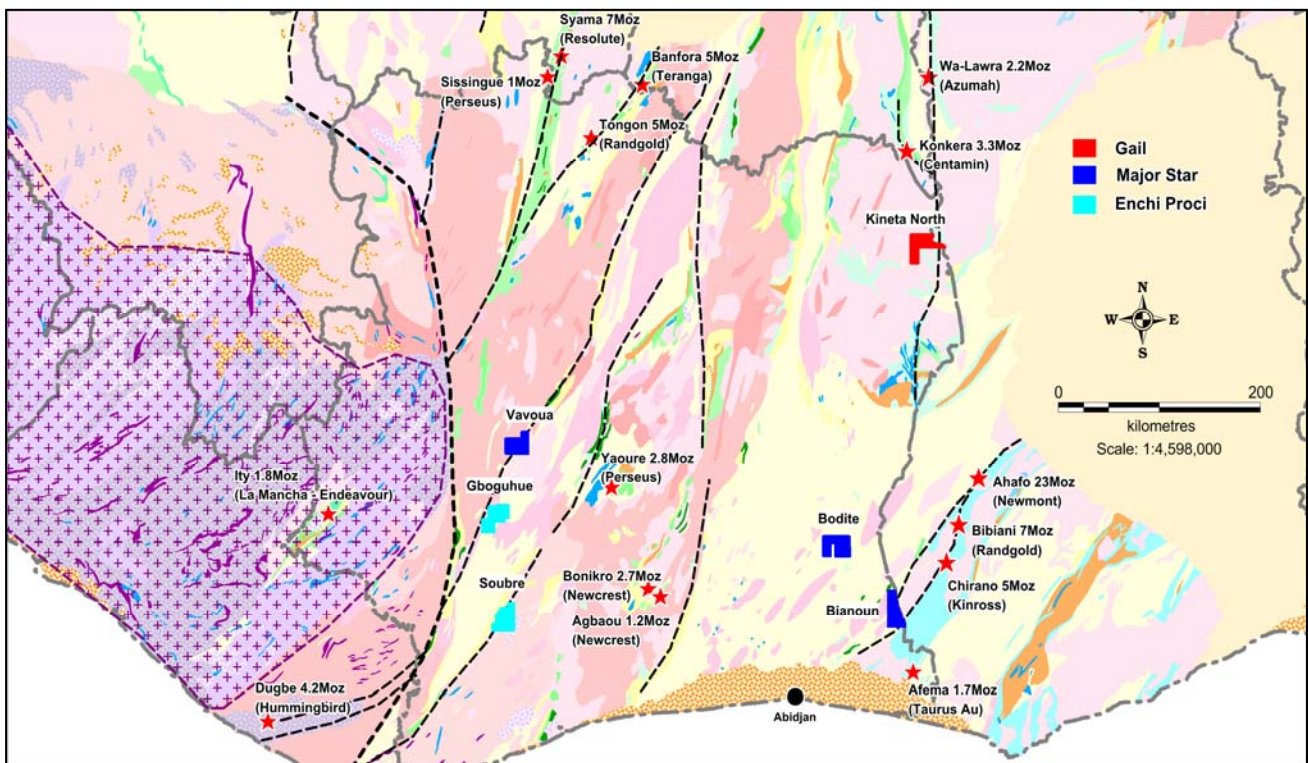 Syama 7Moz
(Resolute)
Sissingue 1Moz
(Perseus)
Banfora 5Moz
(Teranga)
Tongon 5Moz
(Randgold)
Wa-Lawra 2.2Moz
(Azumah)
Konkera 3.3Moz
(Centamin)
Gail
Major Star
Enchi Proci
Kineta North
N
W
E
S
0
200
kilometres
Scale: 1:4,598,000
Vavoua
Yaoure 2.8Moz
(Perseus)
Gboguhue
Ity 1.8Moz
(La Mancha - Endeavour)
Ahafo 23Moz
(Newmont)
Bibiani 7Moz
(Randgold)
Chirano 5Moz
(Kinross)
Bodite
Bianoun
Soubre
Bonikro 2.7Moz
(Newcrest)
Agbaou 1.2Moz
(Newcrest)
Dugbe 4.2Moz
(Hummingbird)
Afema 1.7Moz
(Taurus Au)
Abidjan